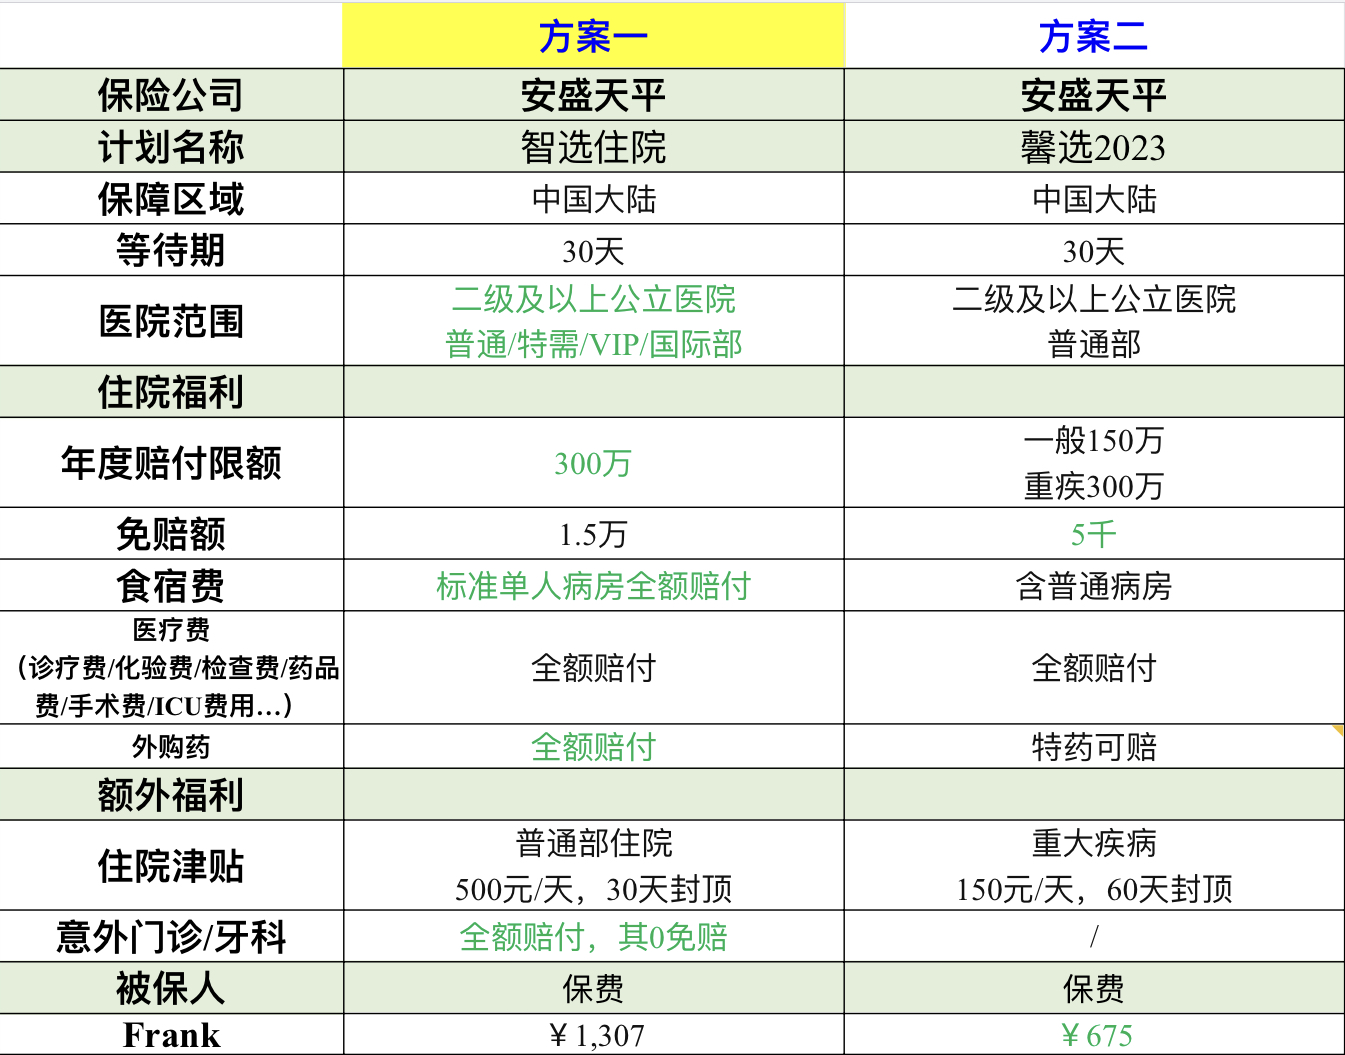 方案一 方案二
保险公司 安盛天平 安盛天平
计划名称 智选住院 馨选2023
保障区域 中国大陆 中国大陆
等待期 30天 30天
医院范围 二级及以上公立医院 二级及以上公立医院
普通/特需/VIP/国际部 普通部
住院福利
年度赔付限额 300万 一般150万
重疾300万
免赔额 1.5万 5千
食宿费 标准单人病房全额赔付 含普通病房
医疗费
（诊疗费/化验费/检查费/药品
费/手术费/ICU费用...） 全额赔付 全额赔付
外购药 全额赔付 特药可赔
额外福利
住院津贴 普通部住院 重大疾病
500元/天，30天封顶 150元/天，60天封顶
意外门诊/牙科 全额赔付，其0免赔 /
被保人 保费 保费
Frank ￥1,307 ￥675